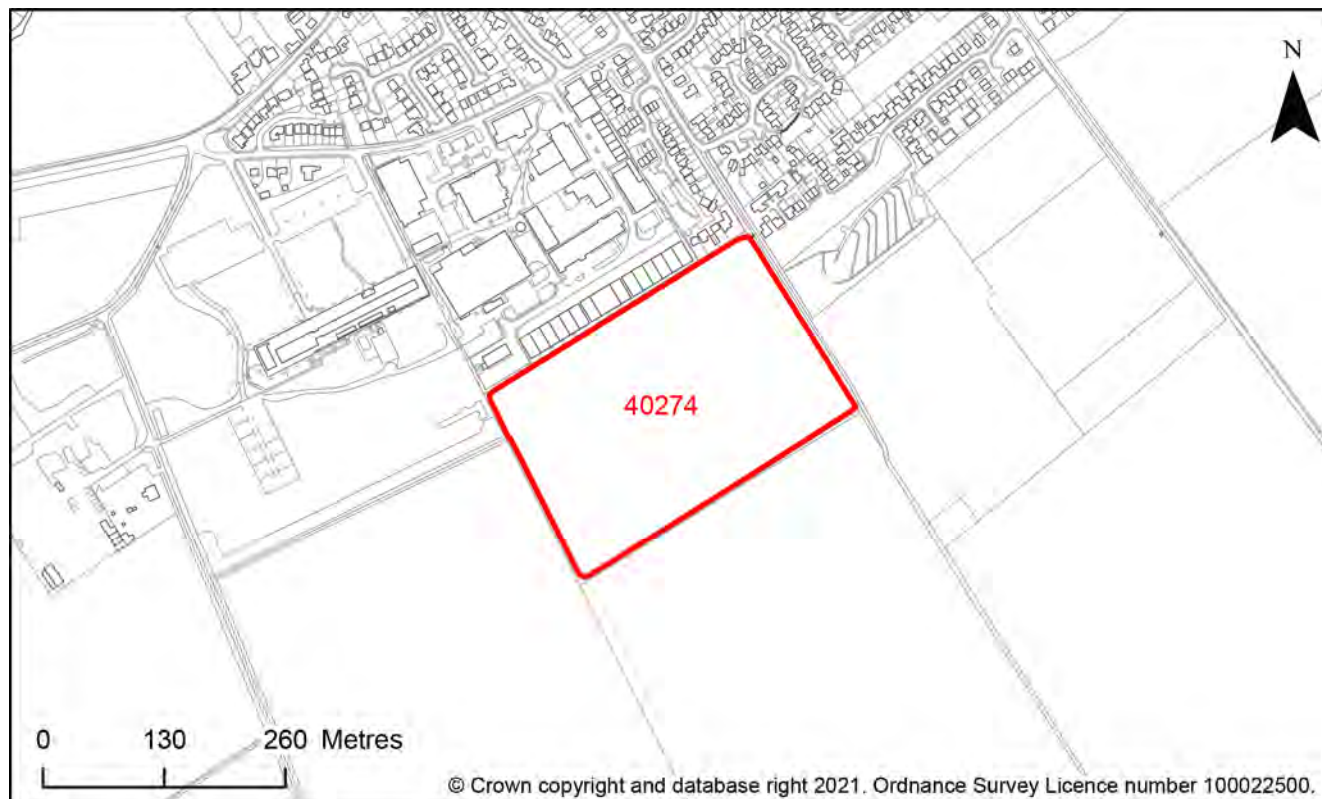 N
40274
0 130 260 Metres
© Crown copyright and database right 2021. Ordnance Survey Licence number 100022500.